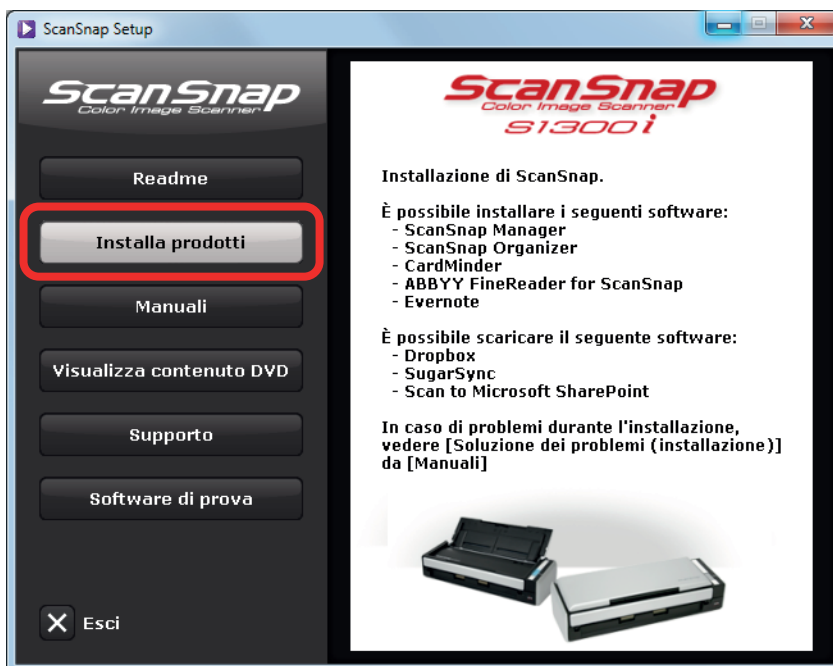 ScanSnap Setup
ScanSnap
Color Image Scanner
Readme
Installa prodotti
Manuali
Visualizza contenuto DVD
Supporto
Software di prova
Esci
ScanSnap
Color Image Scanner
S1300i
Installazione di ScanSnap.
È possibile installare i seguenti software:
- ScanSnap Manager
- ScanSnap Organizer
- CardMinder
- ABBYY FineReader for ScanSnap
- Evernote
È possibile scaricare il seguente software:
- Dropbox
- SugarSync
- Scan to Microsoft SharePoint
In caso di problemi durante l'installazione,
vedere [Soluzione dei problemi (installazione)]
da [Manuali]